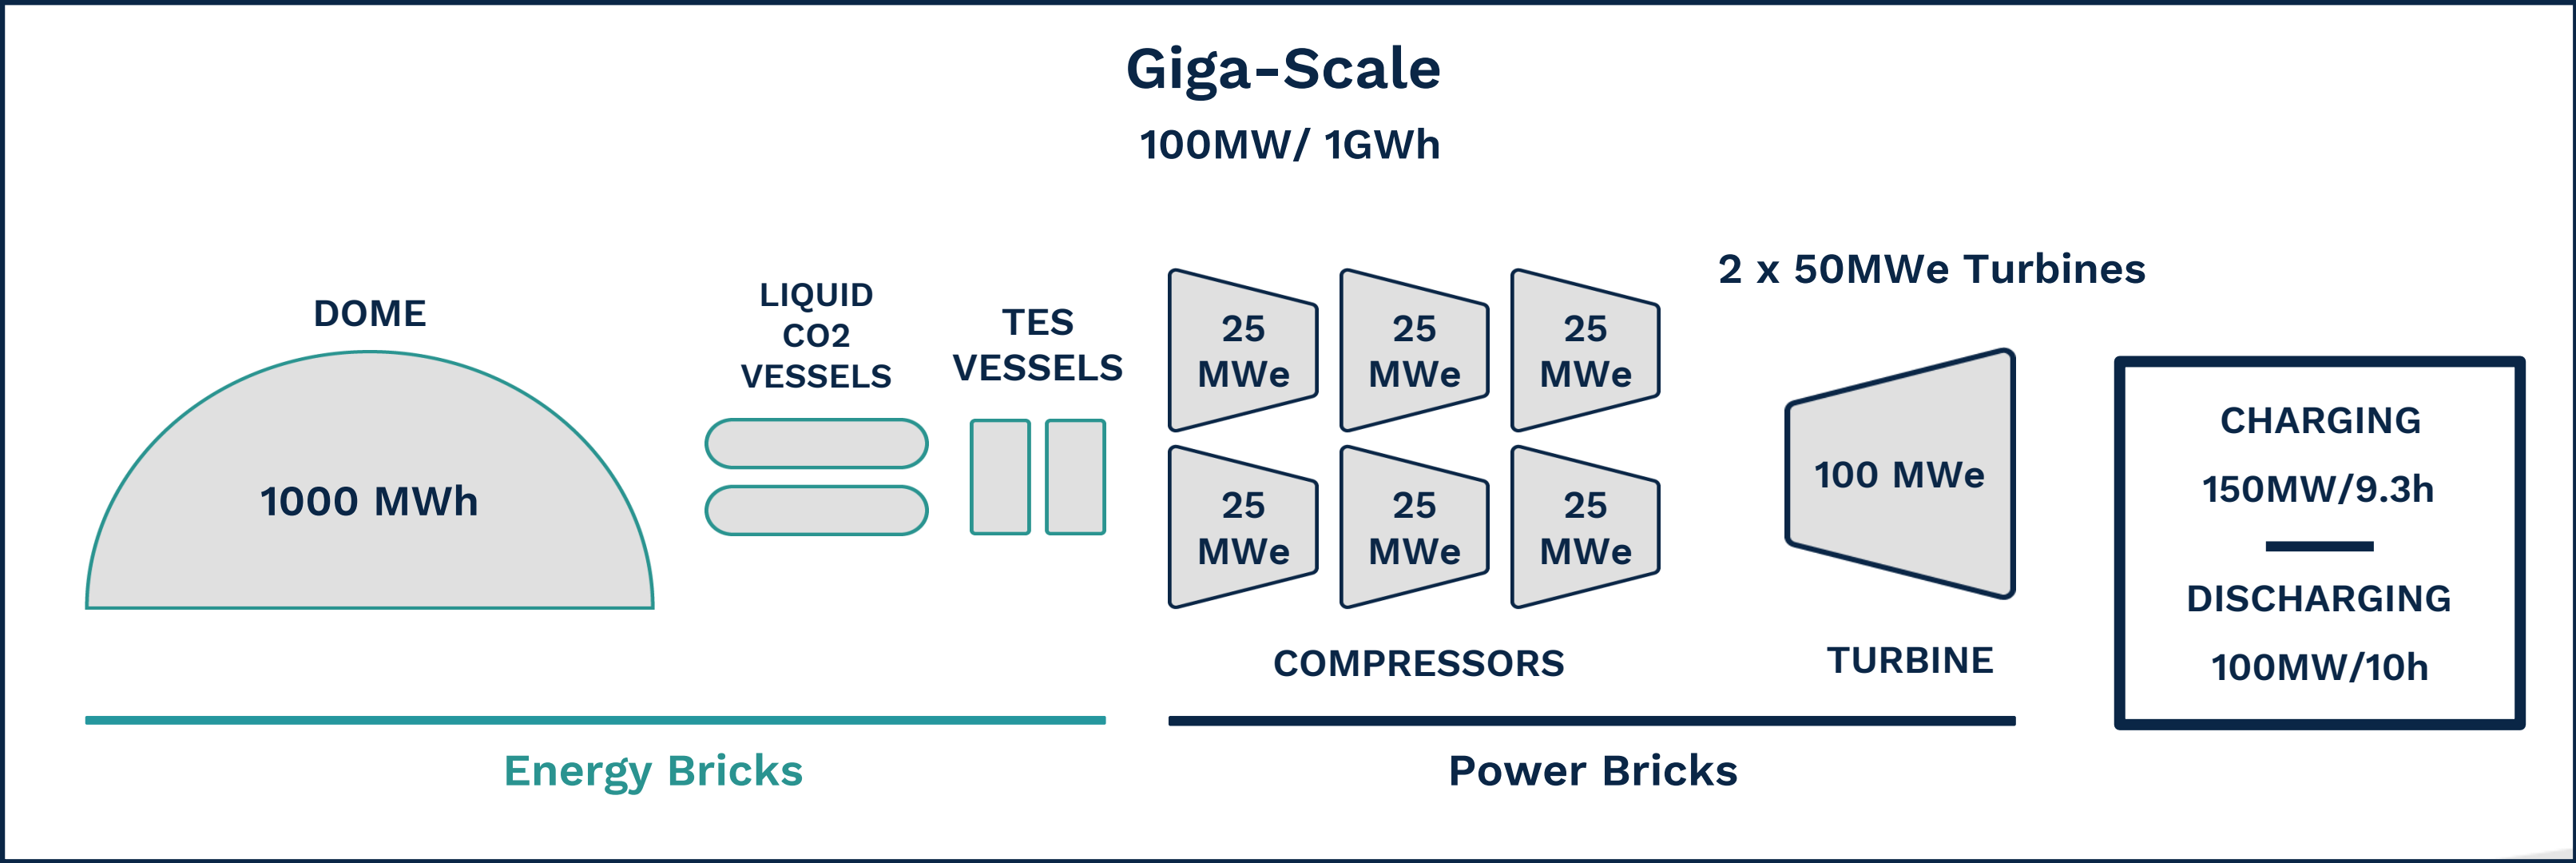 Giga-Scale
100MW/ 1GWh
DOME
1000 MWh
LIQUID
CO2
VESSELS
TES
VESSELS
25
MWe
25
MWe
25
MWe
25
MWe
25
MWe
25
MWe
COMPRESSORS
2 x 50MWe Turbines
100 MWe
TURBINE
CHARGING
150MW/9.3h
DISCHARGING
100MW/10h
Energy Bricks
Power Bricks